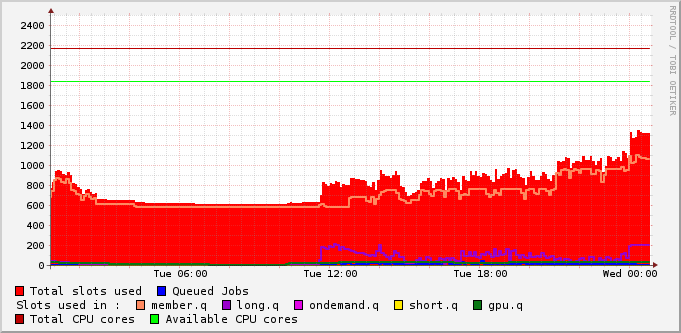 RRDTOOL / TOBI OETIKER
2400
2200
2000
1800
1600
1400
1200
1000
800
600
400
200
0
Tue 06:00 Tue 12:00 Tue 18:00 Wed 00:00
Total slots used Queued Jobs
Slots used in : member.q long.q ondemand.q short.q gpu.q
Total CPU cores Available CPU cores